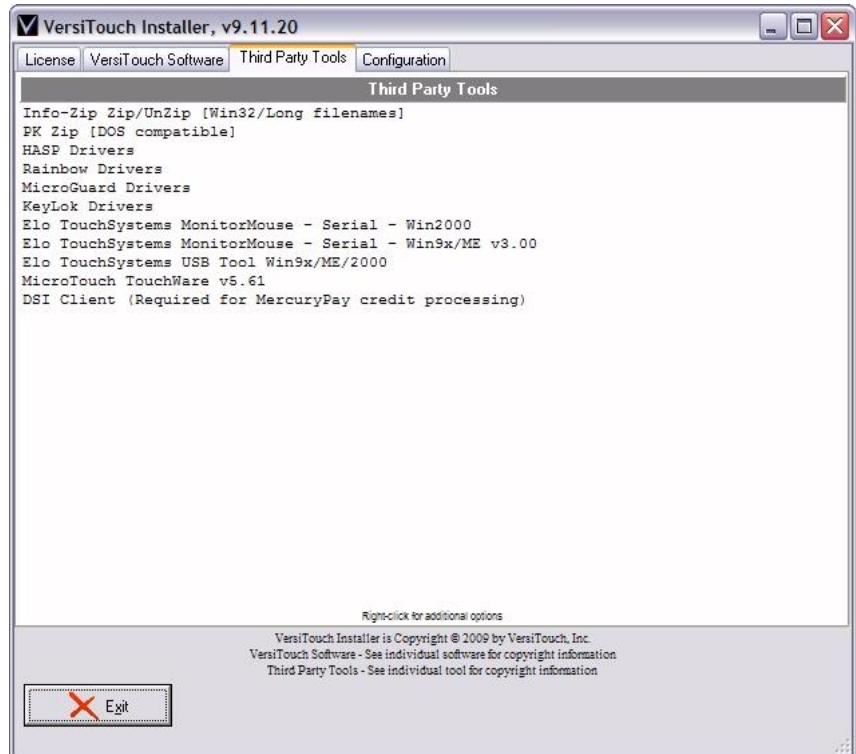 VersiTouch Installer, v9.11.20
License VersiTouch Software Third Party Tools Configuration
Third Party Tools
Info-Zip Zip/UnZip [Win32/Long filenames]
PK Zip [DOS compatible]
HASP Drivers
Rainbow Drivers
MicroGuard Drivers
KeyLok Drivers
Elo TouchSystems MonitorMouse - Serial - Win2000
Elo TouchSystems MonitorMouse - Serial - Win9x/ME v3.00
Elo TouchSystems USB Tool Win9x/ME/2000
MicroTouch TouchWare v5.61
DSI Client (Required for MercuryPay credit processing)
Right-click for additional options
VersiTouch Installer is Copyright © 2009 by VersiTouch, Inc.
VersiTouch Software - See individual software for copyright information
Third Party Tools - See individual tool for copyright information
Exit